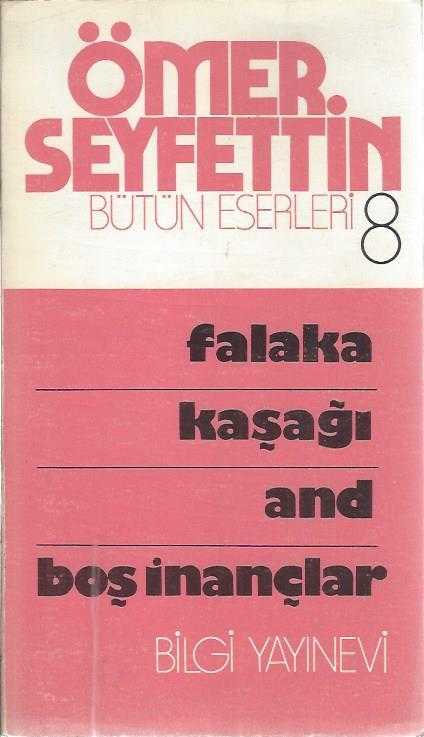 ÖMER
SEYFETTİN
BÜTÜN ESERLERİ 8
falaka
kaşağı
and
boş inançlar
BİLGİ YAYINEVİ